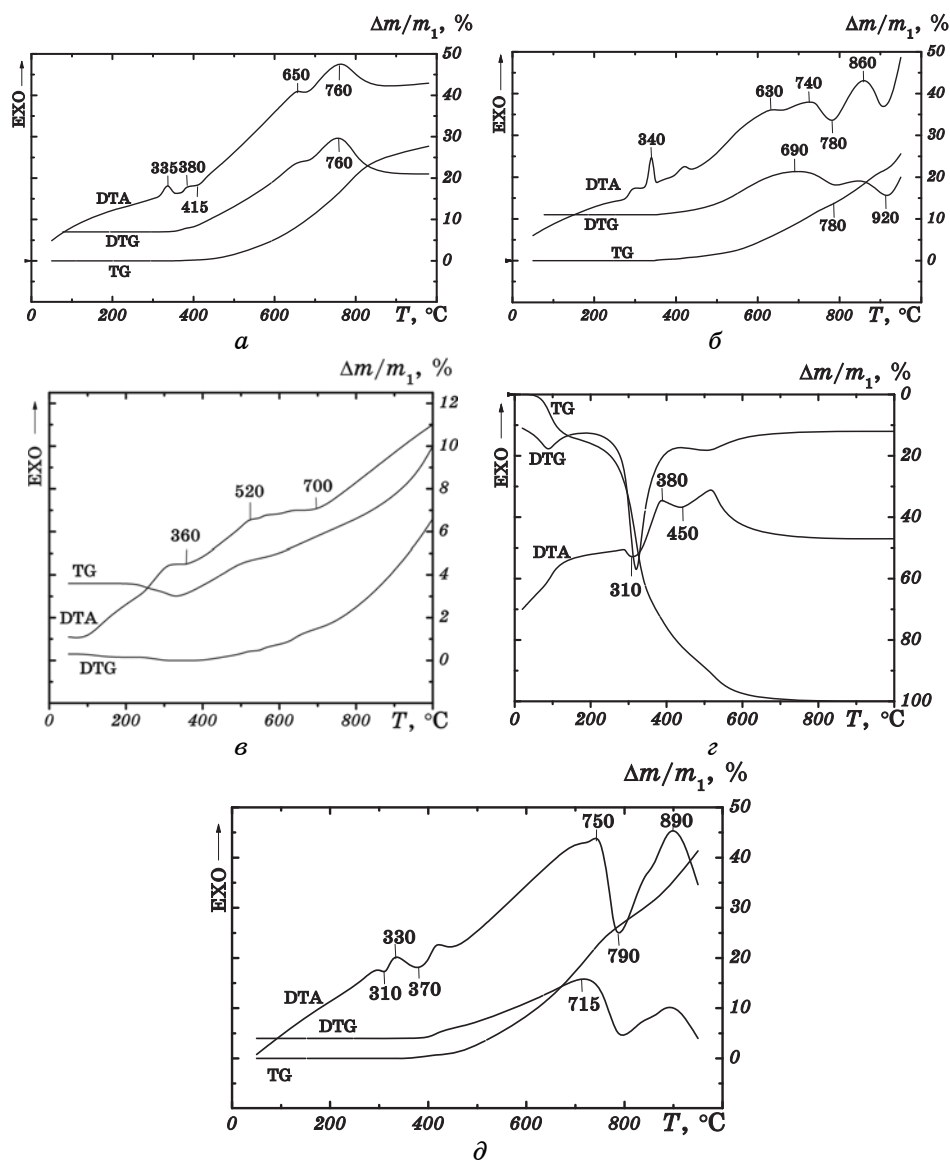 Δm/m₁, %
EXO
50
40
30
20
10
0
335 380
415
650
760
760
DTA
DTG
TG
0 200 400 600 800 T, °C
а
Δm/m₁, %
EXO
50
40
30
20
10
0
340
630
740
860
780
690
780
920
DTA
DTG
TG
0 200 400 600 800 T, °C
б
Δm/m₁, %
EXO
12
10
8
6
4
2
0
360
520
700
TG
DTA
DTG
0 200 400 600 800 T, °C
в
Δm/m₁, %
EXO
0
20
40
60
80
100
TG
DTG
DTA
310
380
450
0 200 400 600 800 T, °C
г
Δm/m₁, %
EXO
50
40
30
20
10
0
750
890
330
310
370
790
715
DTA
DTG
TG
0 200 400 600 800 T, °C
д